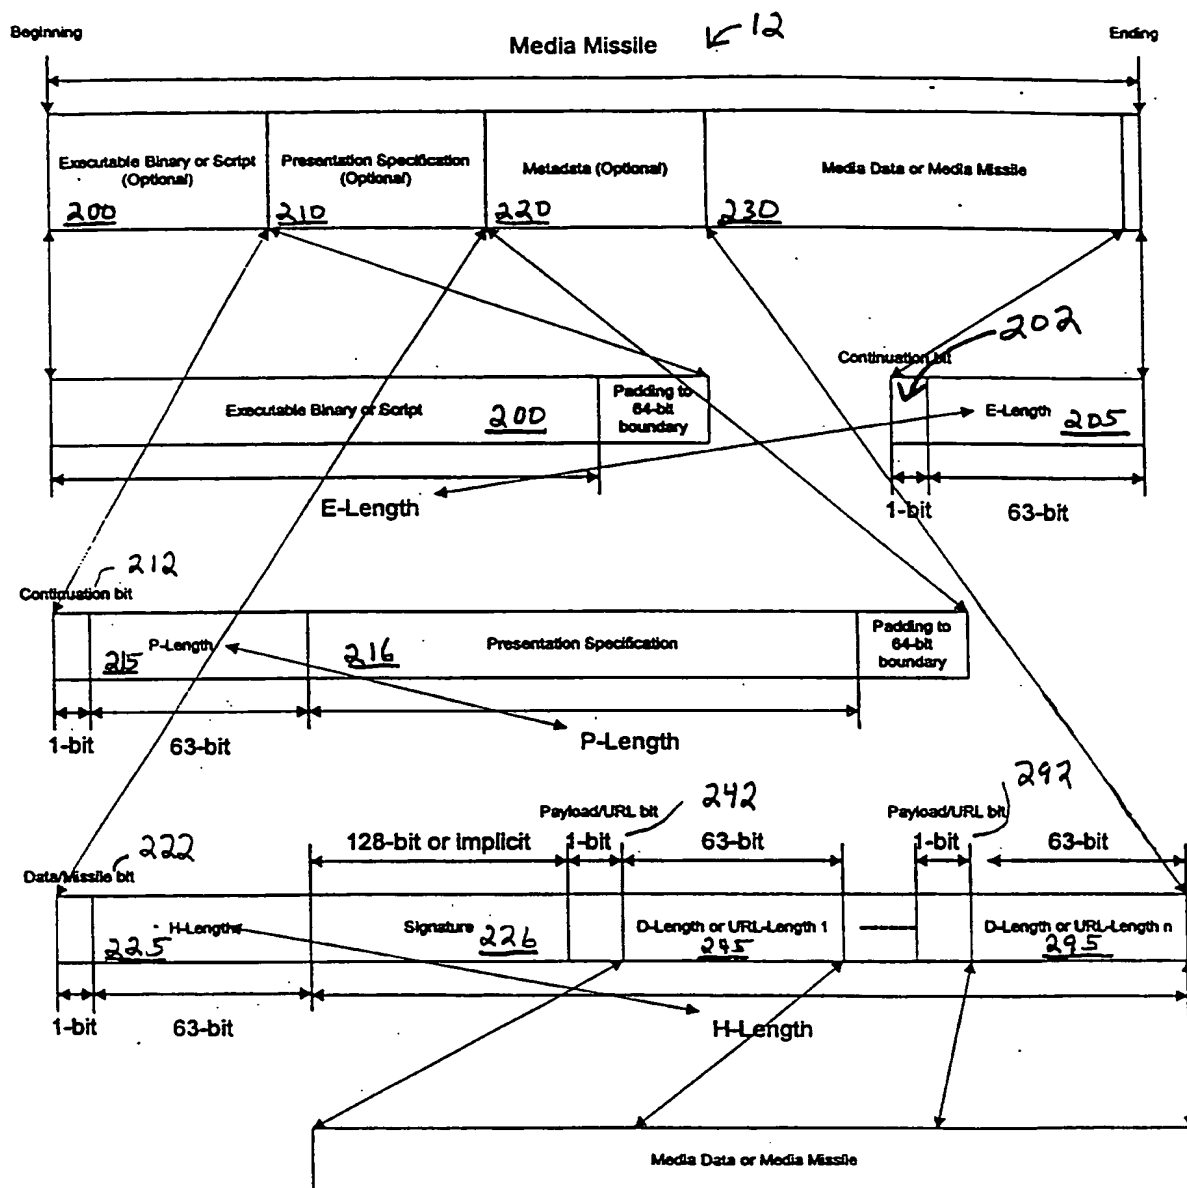 Beginning
Media Missile
12
Ending
Executable Binary or Script
(Optional)
200
Presentation Specification
(Optional)
210
Metadata (Optional)
220
Media Data or Media Missile
230
202
Continuation bit
Executable Binary or Script
200
Padding to
64-bit
boundary
E-Length
205
E-Length
1-bit
63-bit
212
Continuation bit
P-Length
215
216
Presentation Specification
Padding to
64-bit
boundary
1-bit
63-bit
P-Length
Payload/URL bit
242
Payload/URL bit
292
128-bit or implicit
1-bit
63-bit
1-bit
63-bit
222
Data/Missile bit
H-Length
225
Signature
226
D-Length or URL-Length 1
245
D-Length or URL-Length n
295
1-bit
63-bit
H-Length
Media Data or Media Missile